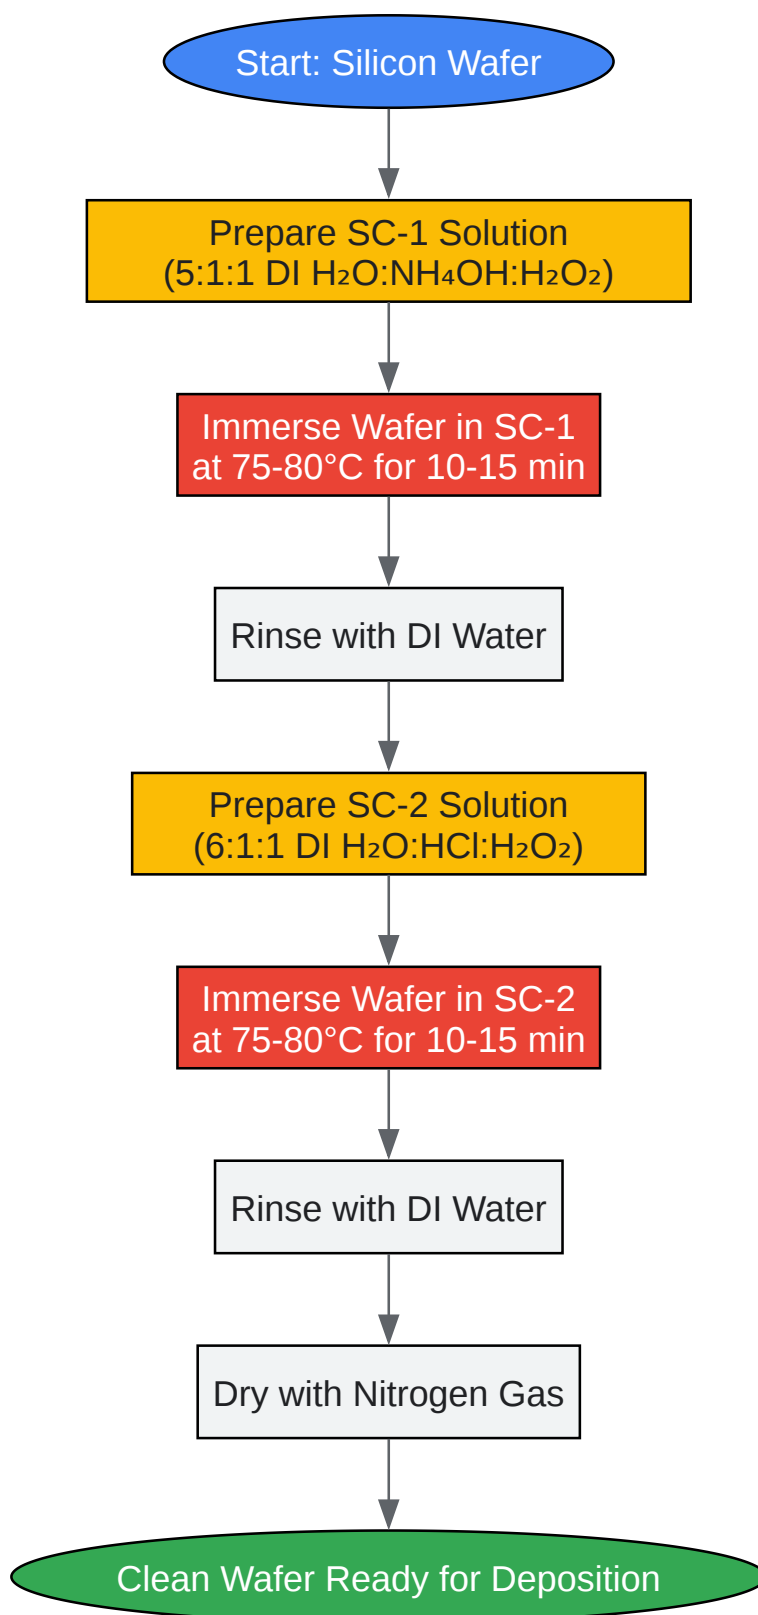 Start: Silicon Wafer
Prepare SC-1 Solution
(5:1:1 DI H₂O:NH₄OH:H₂O₂)
Immerse Wafer in SC-1
at 75-80°C for 10-15 min
Rinse with DI Water
Prepare SC-2 Solution
(6:1:1 DI H₂O:HCl:H₂O₂)
Immerse Wafer in SC-2
at 75-80°C for 10-15 min
Rinse with DI Water
Dry with Nitrogen Gas
Clean Wafer Ready for Deposition